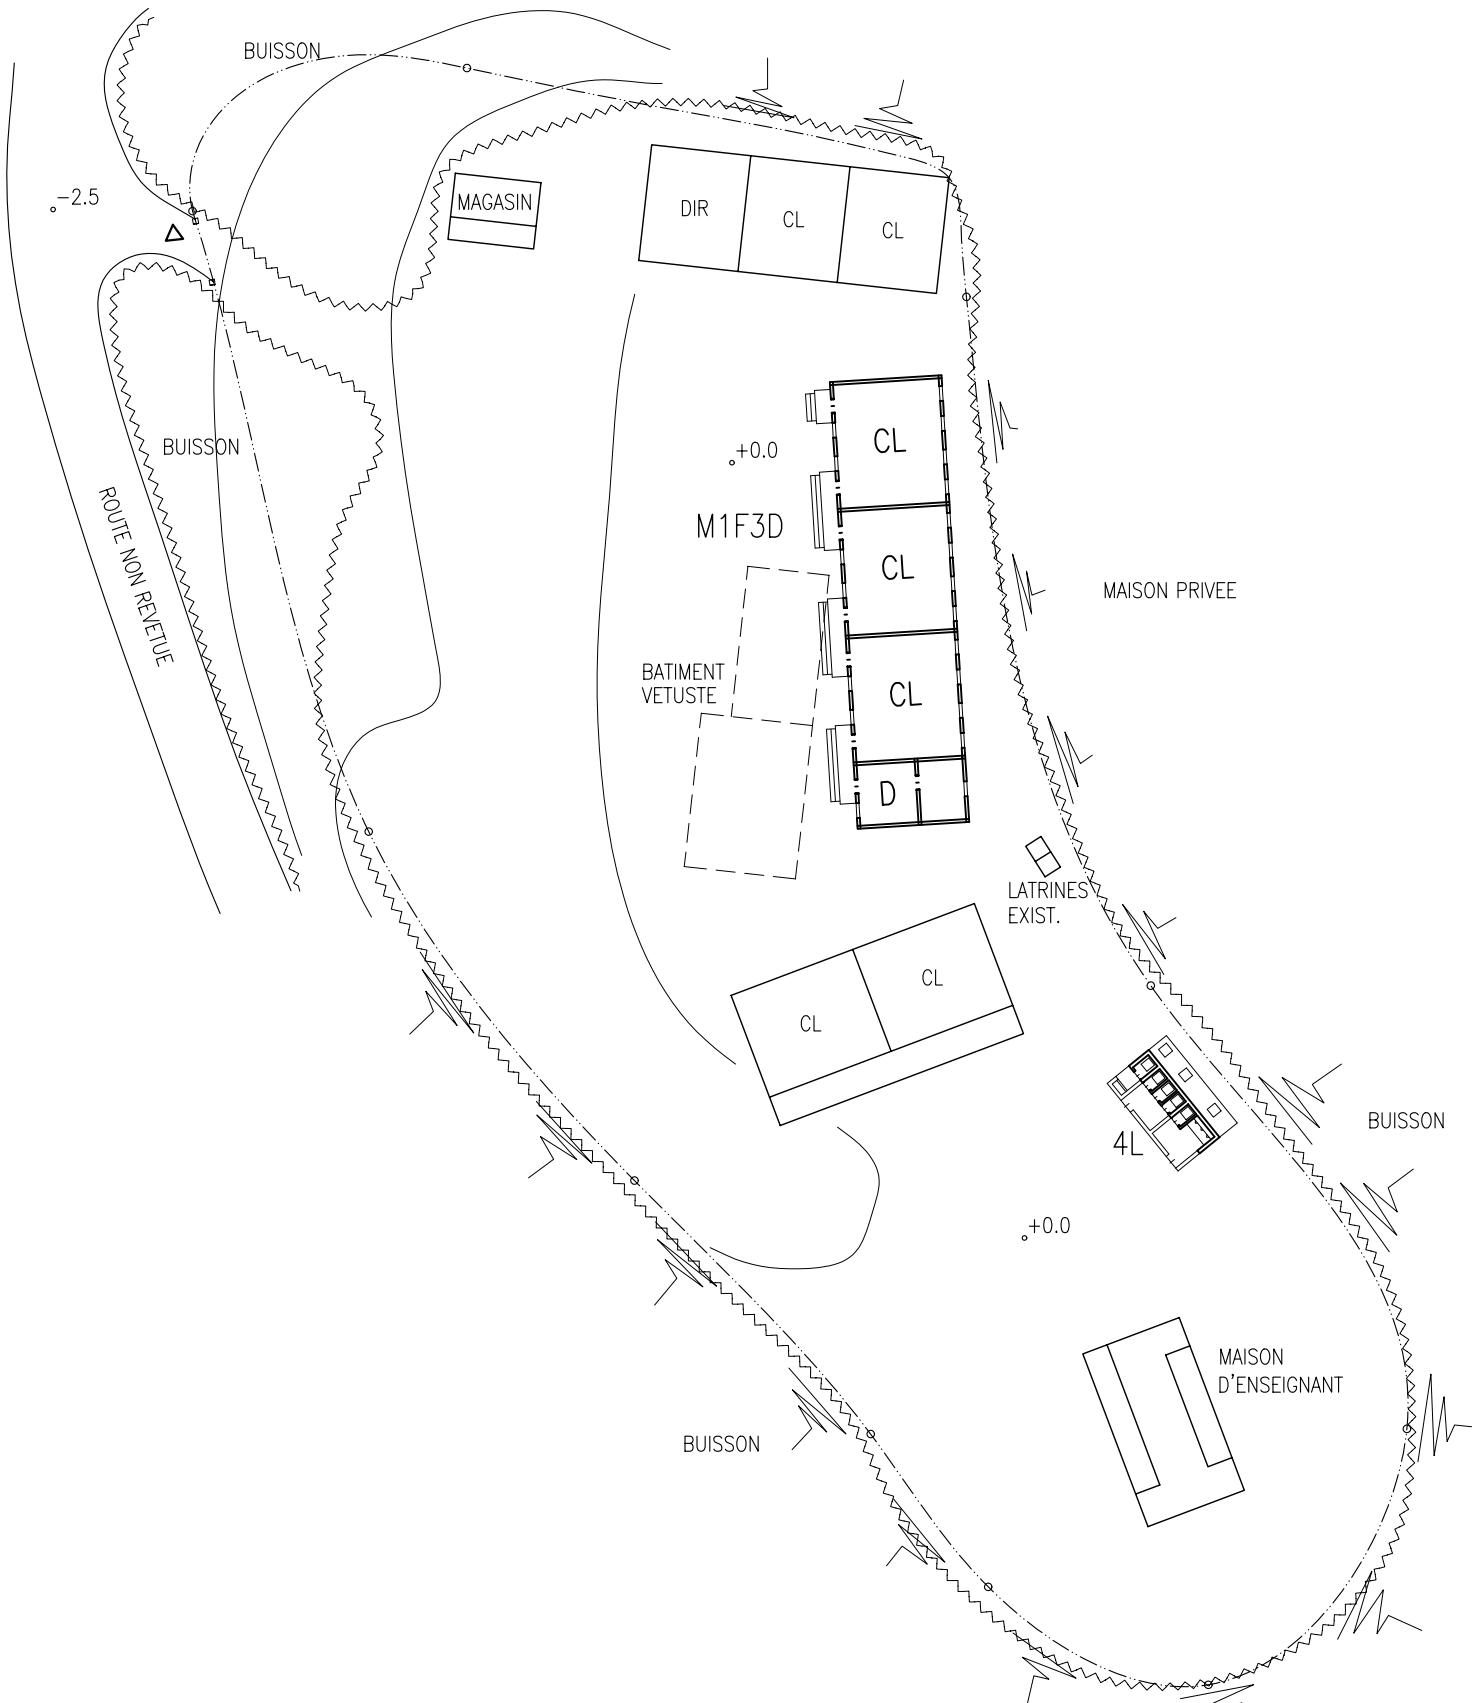 BUISSON
-2.5
MAGASIN
DIR
CL
CL
BUISSON
+0.0
CL
ROUTE NON REVETUE
M1F3D
CL
MAISON PRIVEE
BATIMENT
VETUSTE
CL
D
LATRINES
EXIST.
CL
CL
BUISSON
4L
+0.0
MAISON
D'ENSEIGNANT
BUISSON